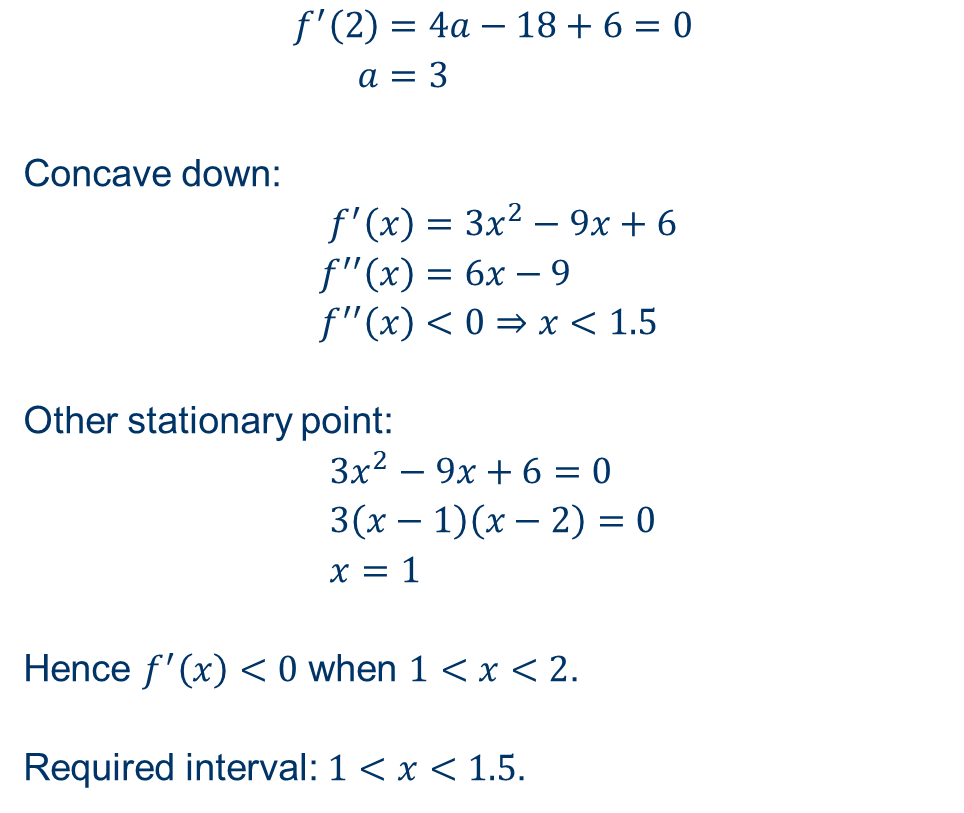 f′(2) = 4a − 18 + 6 = 0
a = 3
Concave down:
f′(x) = 3x² − 9x + 6
f″(x) = 6x − 9
f″(x) < 0 ⇒ x < 1.5
Other stationary point:
3x² − 9x + 6 = 0
3(x − 1)(x − 2) = 0
x = 1
Hence f′(x) < 0 when 1 < x < 2.
Required interval: 1 < x < 1.5.